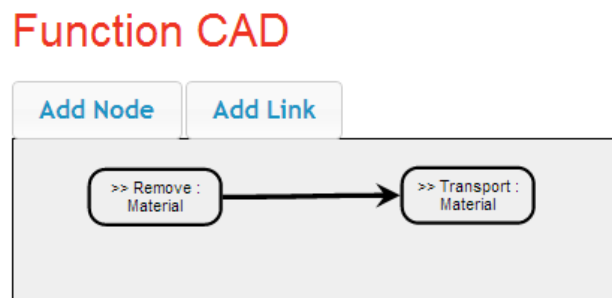 Function CAD
Add Node
Add Link
>> Remove :
Material
>> Transport :
Material